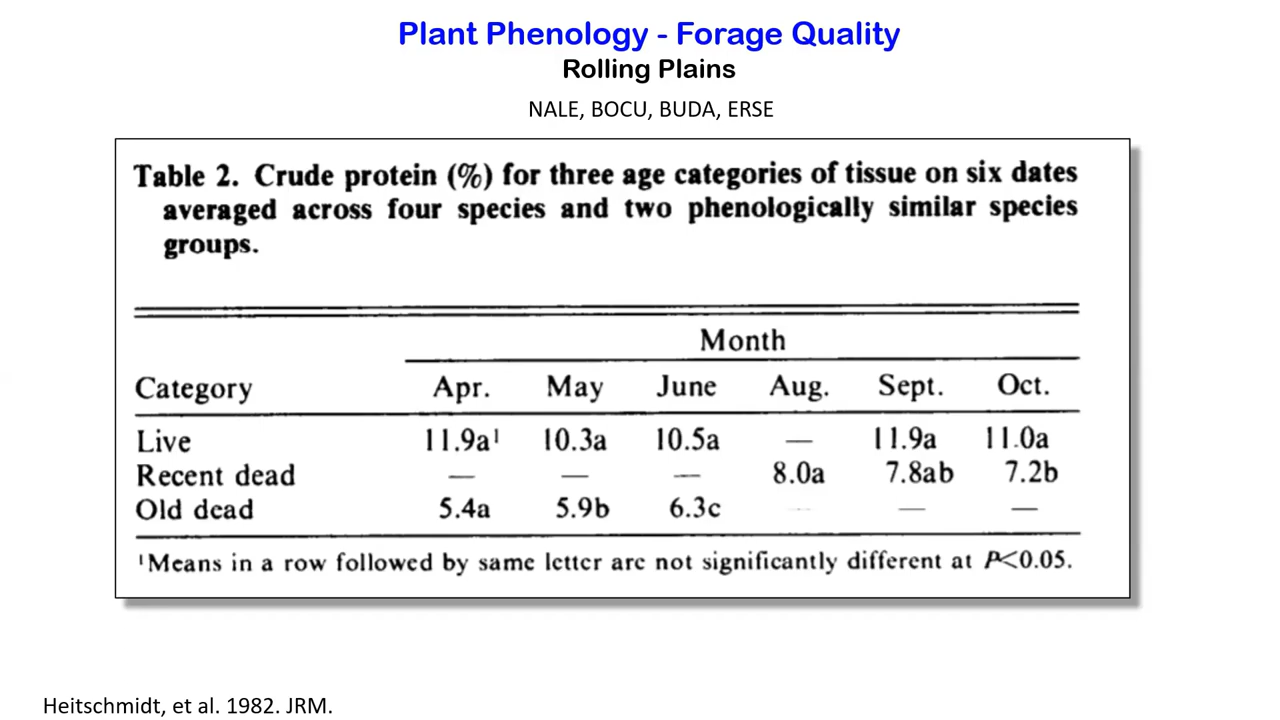 Plant Phenology - Forage Quality
Rolling Plains
NALE, BOCU, BUDA, ERSE
Table 2. Crude protein (%) for three age categories of tissue on six dates
averaged across four species and two phenologically similar species
groups.
Month
Category Apr. May June Aug. Sept. Oct.
Live 11.9a¹ 10.3a 10.5a — 11.9a 11.0a
Recent dead — — — 8.0a 7.8ab 7.2b
Old dead 5.4a 5.9b 6.3c — — —
¹Means in a row followed by same letter are not significantly different at P<0.05.
Heitschmidt, et al. 1982. JRM.